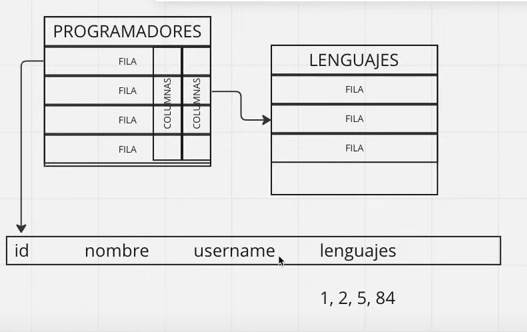 PROGRAMADORES
FILA
FILA
FILA
FILA
COLUMNAS
COLUMNAS
LENGUAJES
FILA
FILA
FILA
id nombre username lenguajes
1, 2, 5, 84